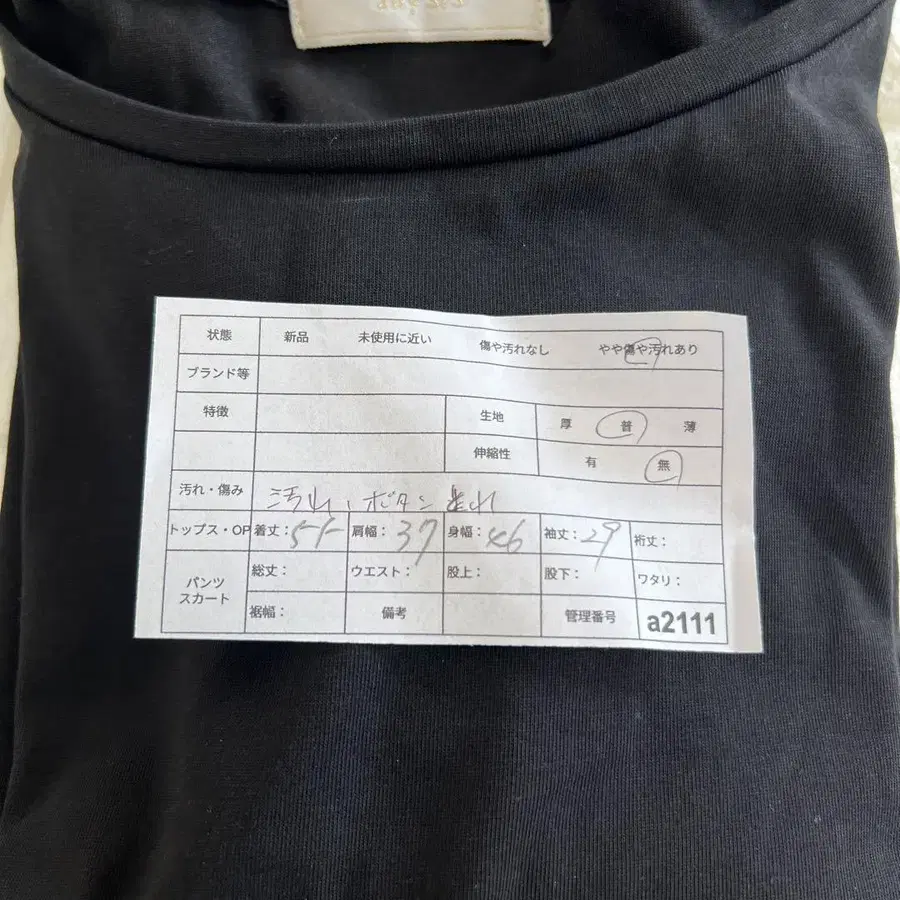 状態 新品 未使用に近い 傷や汚れなし やや傷や汚れあり
ブランド等
特徴 生地 厚 普 薄
伸縮性 有 無
汚れ・傷み 汚れ、ボタン
トップス・OP 着丈: 肩幅:37 身幅:46 袖丈:29 裄丈:
パンツ スカート 総丈: ウエスト: 股上: 股下: ワタリ:
裾幅: 備考 管理番号 a2111